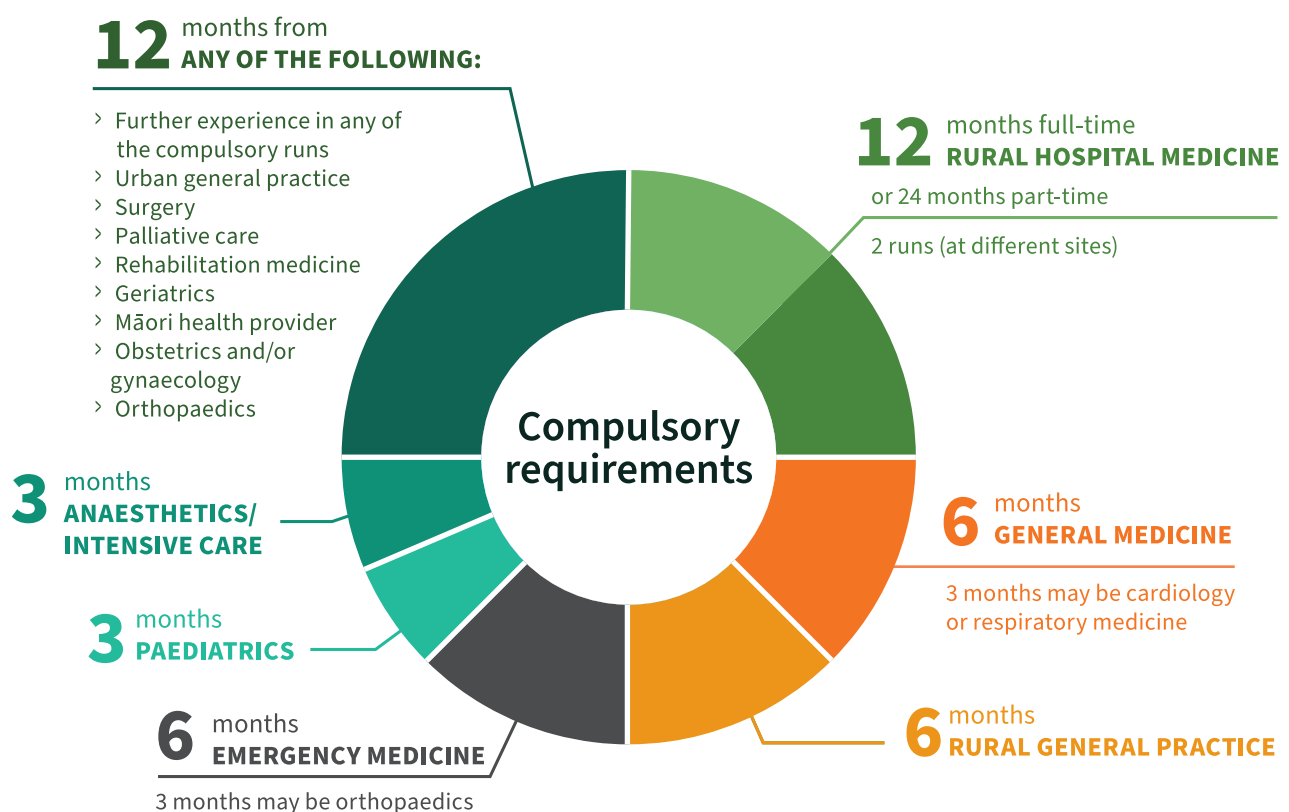 12 months from
ANY OF THE FOLLOWING:
› Further experience in any of
the compulsory runs
› Urban general practice
› Surgery
› Palliative care
› Rehabilitation medicine
› Geriatrics
› Māori health provider
› Obstetrics and/or
gynaecology
› Orthopaedics
12 months full-time
RURAL HOSPITAL MEDICINE
or 24 months part-time
2 runs (at different sites)
Compulsory
requirements
3 months
ANAESTHETICS/
INTENSIVE CARE
6 months
GENERAL MEDICINE
3 months may be cardiology
or respiratory medicine
3 months
PAEDIATRICS
6 months
EMERGENCY MEDICINE
3 months may be orthopaedics
6 months
RURAL GENERAL PRACTICE